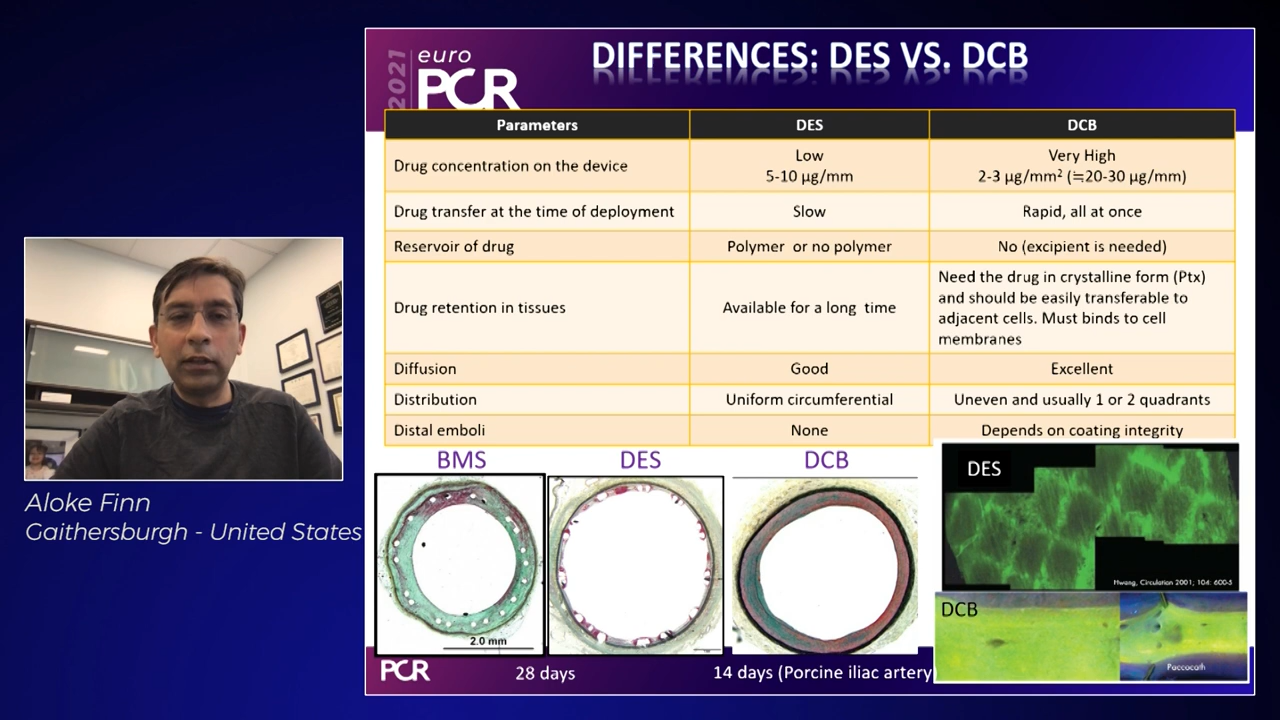 2021
euro
PCR
DIFFERENCES: DES VS. DCB
Parameters
DES
DCB
Drug concentration on the device
Low
5-10 µg/mm
Very High
2-3 µg/mm² (≒20-30 µg/mm)
Drug transfer at the time of deployment
Slow
Rapid, all at once
Reservoir of drug
Polymer or no polymer
No (excipient is needed)
Drug retention in tissues
Available for a long time
Need the drug in crystalline form (Ptx)
and should be easily transferable to
adjacent cells. Must binds to cell
membranes
Diffusion
Good
Excellent
Distribution
Uniform circumferential
Uneven and usually 1 or 2 quadrants
Distal emboli
None
Depends on coating integrity
BMS
DES
DCB
DES
Hwang, Circulation 2001; 104: 600-5
DCB
Paccocath
2.0 mm
PCR
28 days
14 days (Porcine iliac artery
Aloke Finn
Gaithersburgh - United States